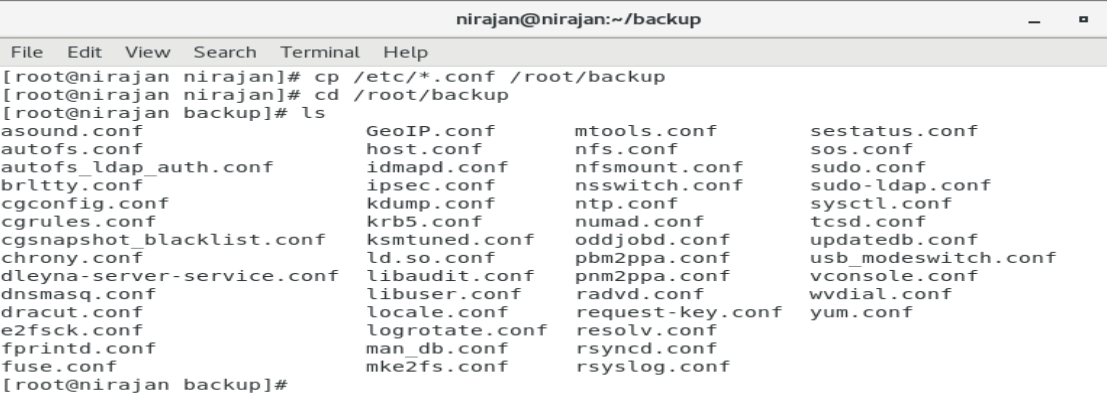 nirajan@nirajan:~/backup
File Edit View Search Terminal Help
[root@nirajan nirajan]# cp /etc/*.conf /root/backup
[root@nirajan nirajan]# cd /root/backup
[root@nirajan backup]# ls
asound.conf GeoIP.conf mtools.conf sestatus.conf
autofs.conf host.conf nfs.conf sos.conf
autofs_ldap_auth.conf idmapd.conf nfsmount.conf sudo.conf
brltty.conf ipsec.conf nsswitch.conf sudo-ldap.conf
cgconfig.conf kdump.conf ntp.conf sysctl.conf
cgrules.conf krb5.conf numad.conf tcsd.conf
cgsnapshot_blacklist.conf ksmtuned.conf oddjobd.conf updatedb.conf
chrony.conf ld.so.conf pbm2ppa.conf usb_modeswitch.conf
dleyna-server-service.conf libaudit.conf pnm2ppa.conf vconsole.conf
dnsmasq.conf libuser.conf radvd.conf wvdial.conf
dracut.conf locale.conf request-key.conf yum.conf
e2fsck.conf logrotate.conf resolv.conf
fprintd.conf man_db.conf rsyncd.conf
fuse.conf mke2fs.conf rsyslog.conf
[root@nirajan backup]#